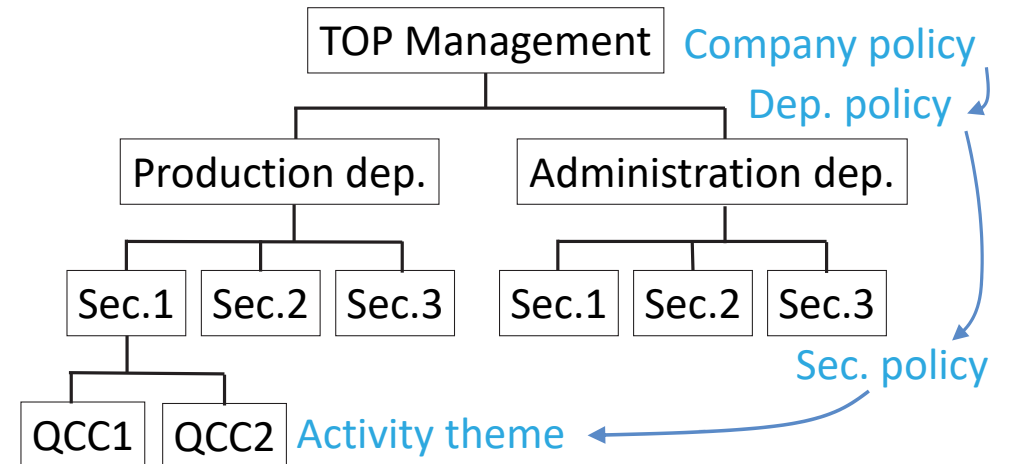 TOP Management
Company policy
Dep. policy
Production dep.
Administration dep.
Sec.1
Sec.2
Sec.3
Sec.1
Sec.2
Sec.3
Sec. policy
QCC1
QCC2
Activity theme